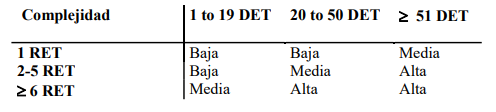 Complejidad 1 to 19 DET 20 to 50 DET ≥ 51 DET
1 RET Baja Baja Media
2-5 RET Baja Media Alta
≥ 6 RET Media Alta Alta